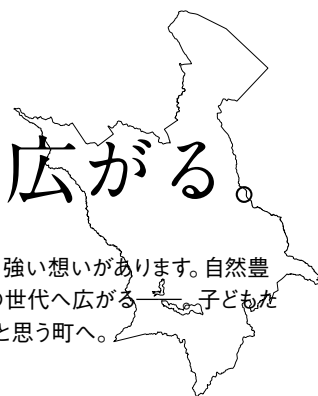 広がる。
強い想いがあります。自然豊
の世代へ広がる――。子どもた
と思う町へ。